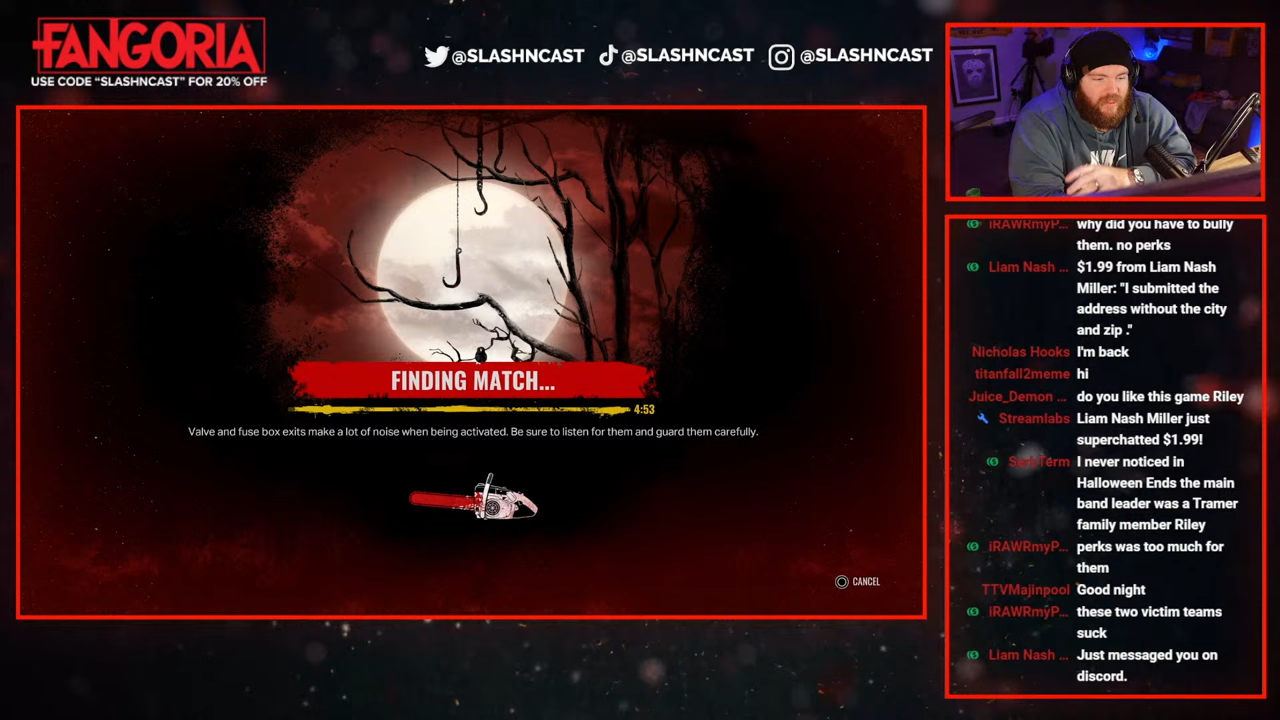 FANGORIA
USE CODE “SLASHNCAST” FOR 20% OFF
@SLASHNCAST @SLASHNCAST @SLASHNCAST
FINDING MATCH...
4:53
Valve and fuse box exits make a lot of noise when being activated. Be sure to listen for them and guard them carefully.
CANCEL
iRAWRmyP... why did you have to bully
them. no perks
Liam Nash ... $1.99 from Liam Nash
Miller: "I submitted the
address without the city
and zip ."
Nicholas Hooks I'm back
titanfall2meme hi
Juice_Demon ... do you like this game Riley
Streamlabs Liam Nash Miller just
superchatted $1.99!
I never noticed in
Halloween Ends the main
band leader was a Tramer
family member Riley
iRAWRmyP... perks was too much for
them
TTVMajinpool Good night
iRAWRmyP... these two victim teams
suck
Liam Nash ... Just messaged you on
discord.